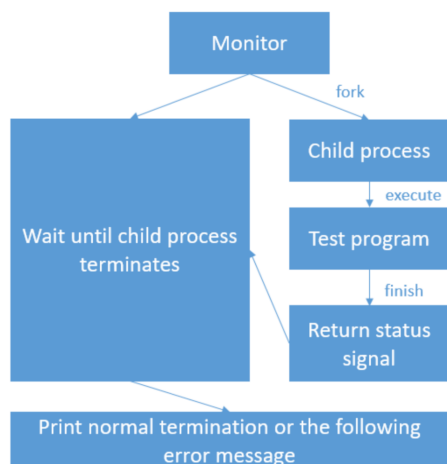 Monitor
fork
Child process
execute
Wait until child process
terminates
Test program
finish
Return status
signal
Print normal termination or the following
error message